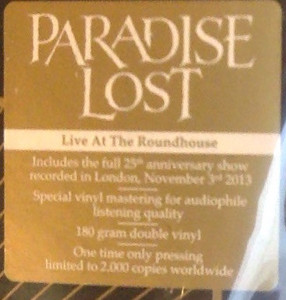 PARADISE
LOST
Live At The Roundhouse
Includes the full 25th anniversary show
recorded in London, November 3rd 2013
Special vinyl mastering for audiophile
listening quality
180 gram double vinyl
One time only pressing
limited to 2.000 copies worldwide